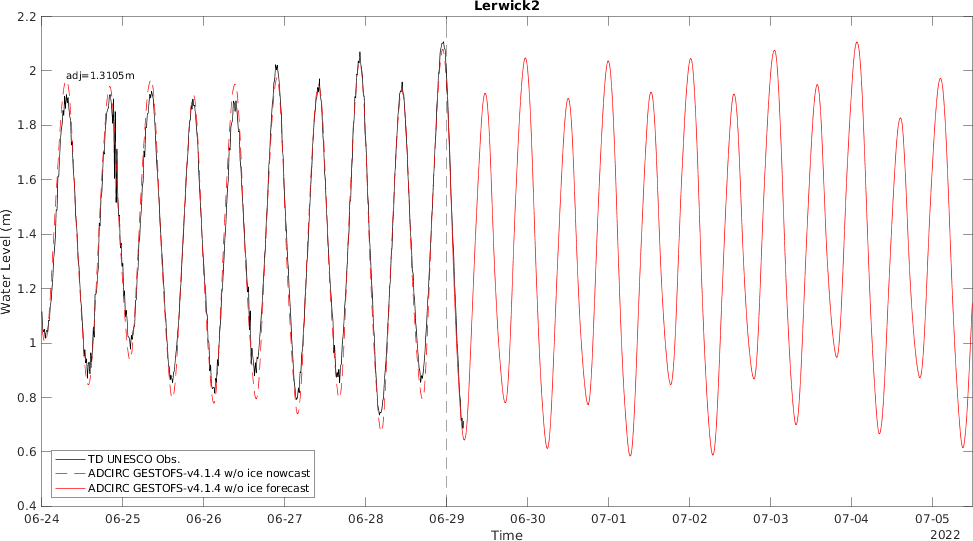 Lerwick2
2.2
2
1.8
1.6
1.4
1.2
1
0.8
0.6
0.4
Water Level (m)
adj=1.3105m
TD UNESCO Obs.
ADCIRC GESTOFS-v4.1.4 w/o ice nowcast
ADCIRC GESTOFS-v4.1.4 w/o ice forecast
06-24 06-25 06-26 06-27 06-28 06-29 06-30 07-01 07-02 07-03 07-04 07-05
Time
2022